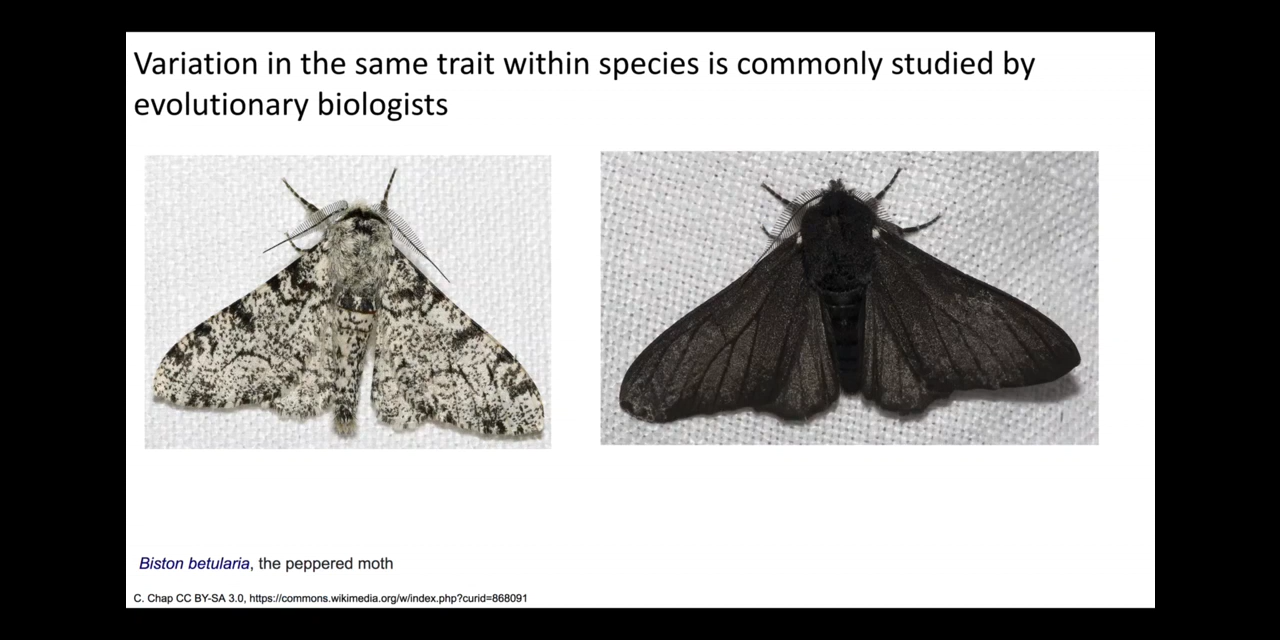 Variation in the same trait within species is commonly studied by
evolutionary biologists
Biston betularia, the peppered moth
C. Chap CC BY-SA 3.0, https://commons.wikimedia.org/w/index.php?curid=868091